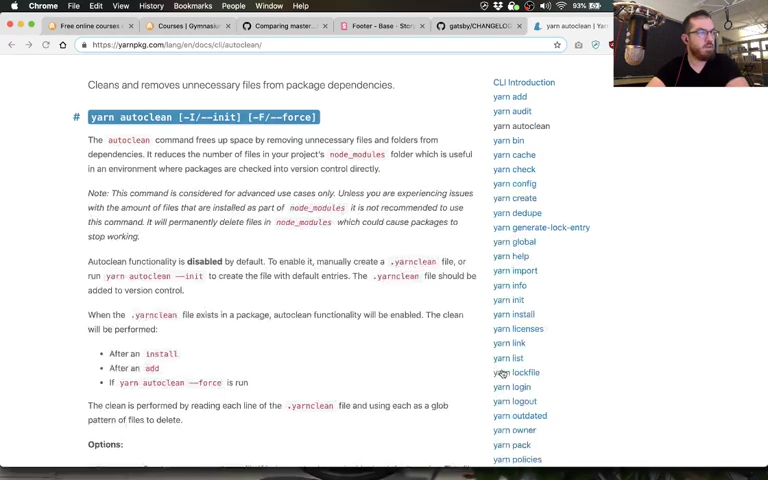 Chrome File Edit View History Bookmarks People Window Help
93%
Free online courses
Courses | Gymnasiu
Comparing master...
Footer - Base - Stor
gatsby/CHANGELOG
yarn autoclean | Yar
https://yarnpkg.com/lang/en/docs/cli/autoclean/
Cleans and removes unnecessary files from package dependencies.
# yarn autoclean [-I/--init] [-F/--force]
The autoclean command frees up space by removing unnecessary files and folders from
dependencies. It reduces the number of files in your project's node_modules folder which is useful
in an environment where packages are checked into version control directly.
Note: This command is considered for advanced use cases only. Unless you are experiencing issues
with the amount of files that are installed as part of node_modules it is not recommended to use
this command. It will permanently delete files in node_modules which could cause packages to
stop working.
Autoclean functionality is disabled by default. To enable it, manually create a .yarnclean file, or
run yarn autoclean --init to create the file with default entries. The .yarnclean file should be
added to version control.
When the .yarnclean file exists in a package, autoclean functionality will be enabled. The clean
will be performed:
• After an install
• After an add
• If yarn autoclean --force is run
The clean is performed by reading each line of the .yarnclean file and using each as a glob
pattern of files to delete.
Options:
CLI Introduction
yarn add
yarn audit
yarn autoclean
yarn bin
yarn cache
yarn check
yarn config
yarn create
yarn dedupe
yarn generate-lock-entry
yarn global
yarn help
yarn import
yarn info
yarn init
yarn install
yarn licenses
yarn link
yarn list
yarn lockfile
yarn login
yarn logout
yarn outdated
yarn owner
yarn pack
yarn policies